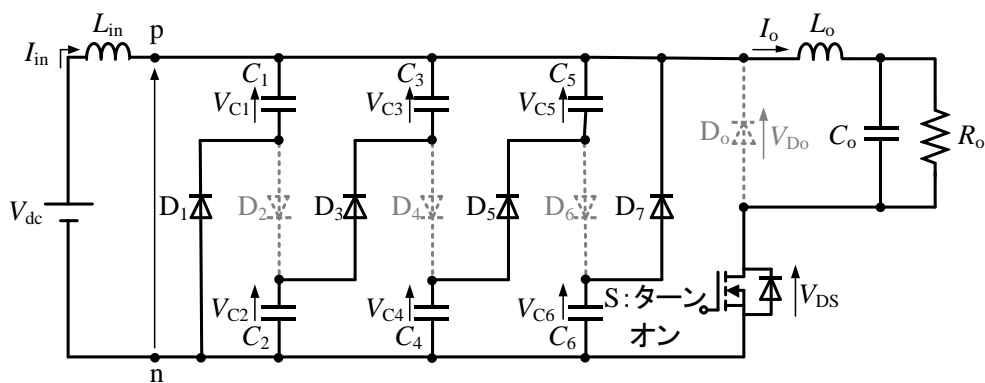 I_in
L_in
p
C_1
C_3
C_5
I_o
L_o
V_C1
V_C3
V_C5
D_o
V_Do
C_o
R_o
V_dc
D_1
D_2
D_3
D_4
D_5
D_6
D_7
V_C2
V_C4
V_C6
S:ターン
オン
V_DS
C_2
C_4
C_6
n